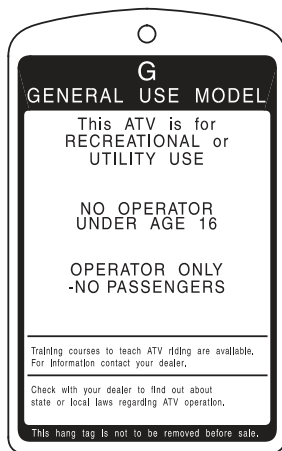 G
GENERAL USE MODEL
This ATV is for
RECREATIONAL or
UTILITY USE
NO OPERATOR
UNDER AGE 16
OPERATOR ONLY
-NO PASSENGERS
Training courses to teach ATV riding are available.
For information contact your dealer.
Check with your dealer to find out about
state or local laws regarding ATV operation.
This hang tag is not to be removed before sale.